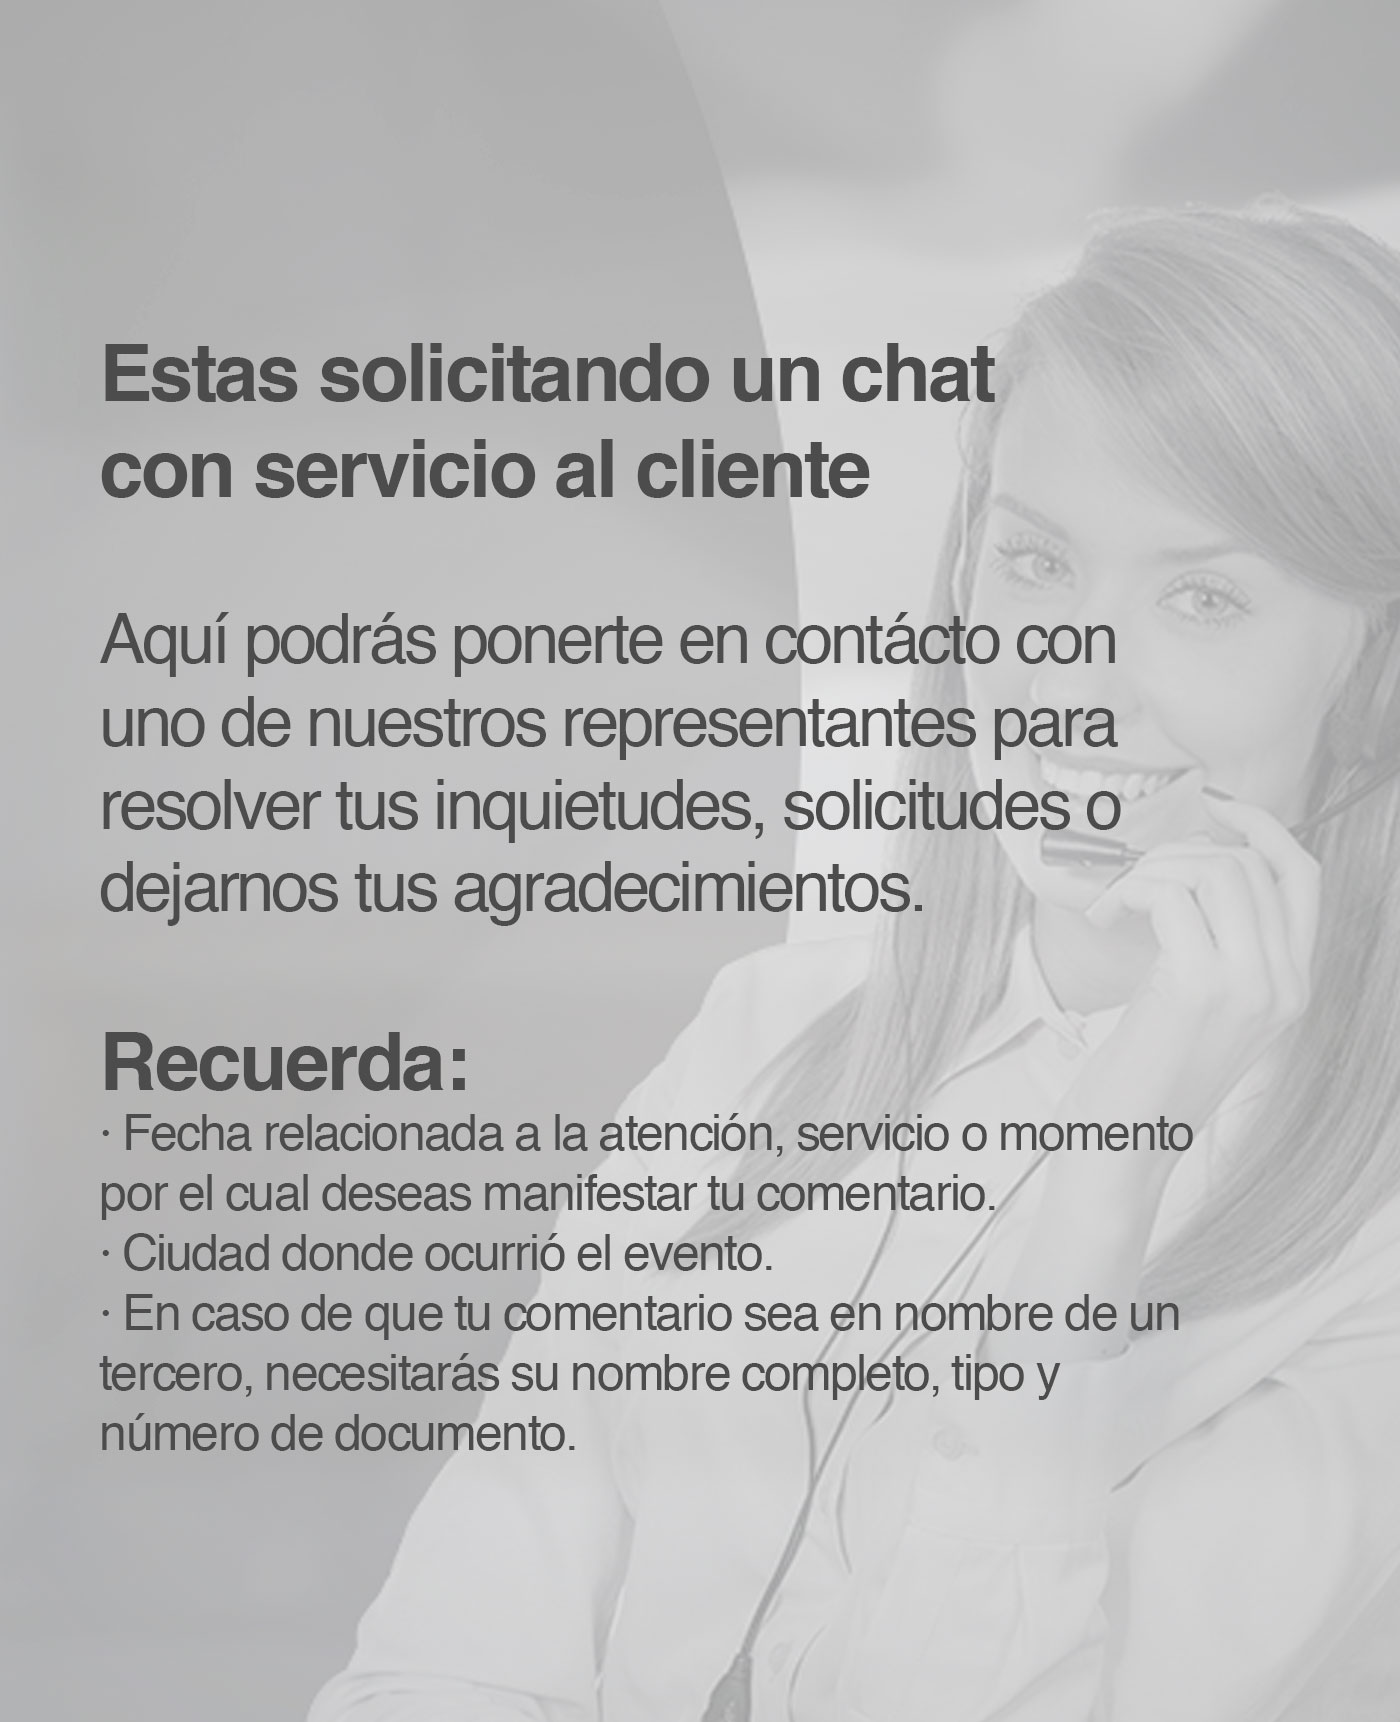 Estas solicitando un chat
con servicio al cliente
Aquí podrás ponerte en contácto con
uno de nuestros representantes para
resolver tus inquietudes, solicitudes o
dejarnos tus agradecimientos.
Recuerda:
· Fecha relacionada a la atención, servicio o momento
por el cual deseas manifestar tu comentario.
· Ciudad donde ocurrió el evento.
· En caso de que tu comentario sea en nombre de un
tercero, necesitarás su nombre completo, tipo y
número de documento.